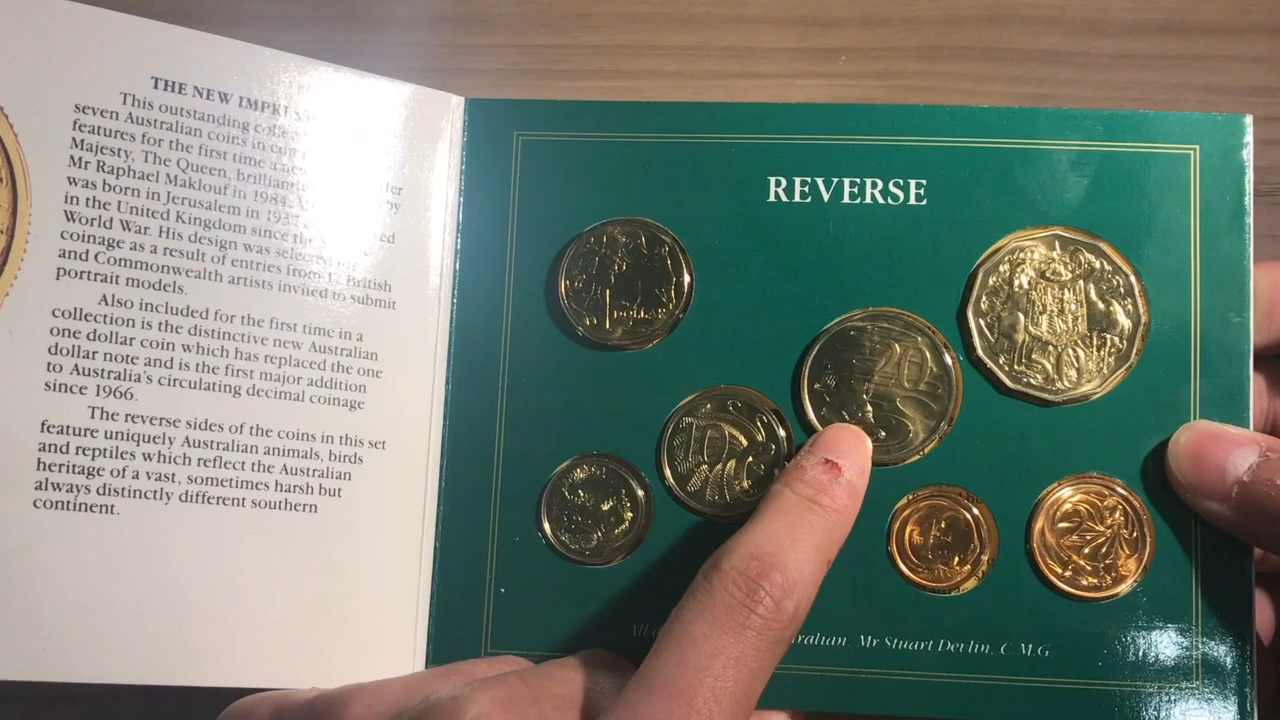 THE NEW
This outstanding
seven Australian coins in
features for the first time a
Majesty, The Queen,
Mr Raphael Maklouf in 1984. by
was born in Jerusalem in
in the United Kingdom since the
World War. His design was
coinage as a result of entries from British
and Commonwealth artists invited to submit
portrait models.
Also included for the first time in a
collection is the distinctive new Australian
one dollar coin which has replaced the one
dollar note and is the first major addition
to Australia's circulating decimal coinage
since 1966.
The reverse sides of the coins in this set
feature uniquely Australian animals, birds
and reptiles which reflect the Australian
heritage of a vast, sometimes harsh but
always distinctly different southern
continent.
REVERSE
1 DOLLAR
50
20
10
5
2
All Mr Stuart Devlin, C.M.G.